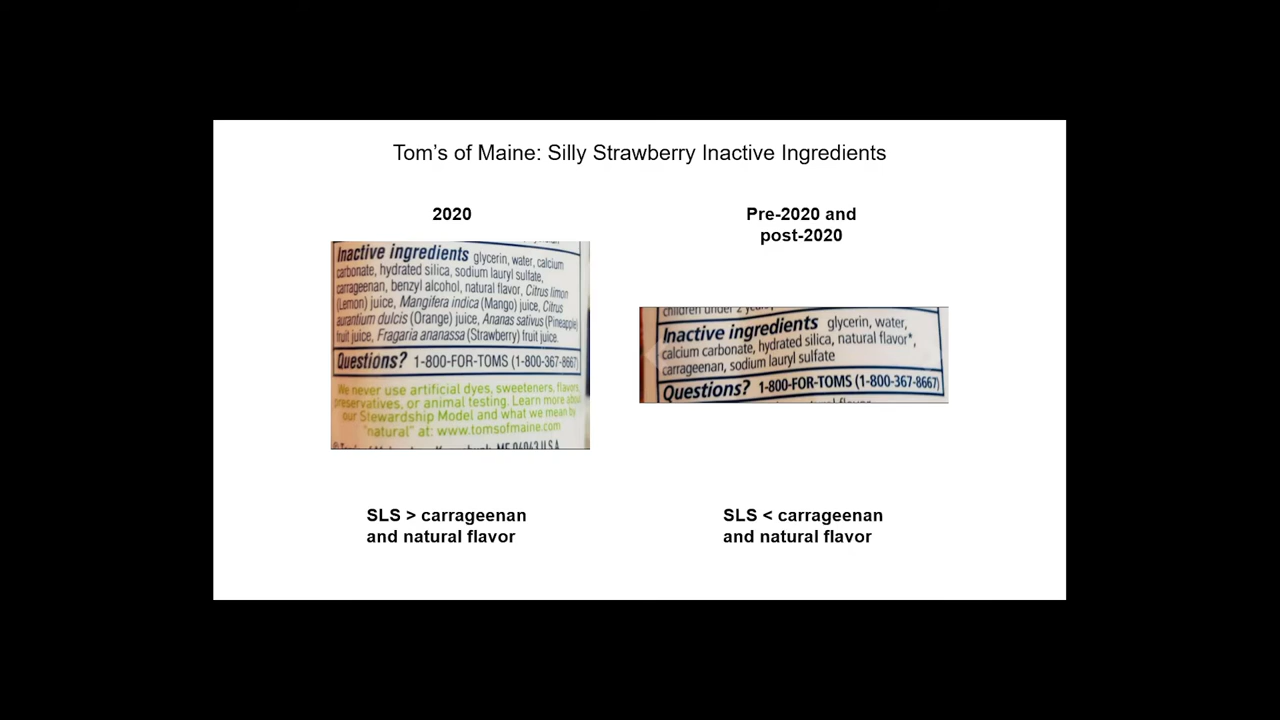 Tom’s of Maine: Silly Strawberry Inactive Ingredients
2020
Inactive ingredients glycerin, water, calcium
carbonate, hydrated silica, sodium lauryl sulfate,
carrageenan, benzyl alcohol, natural flavor, Citrus limon
(Lemon) juice, Mangifera indica (Mango) juice, Citrus
aurantium dulcis (Orange) juice, Ananas sativus (Pineapple)
fruit juice, Fragaria ananassa (Strawberry) fruit juice.
Questions? 1-800-FOR-TOMS (1-800-367-8667)
We never use artificial dyes, sweeteners, flavors,
preservatives, or animal testing. Learn more about
our Stewardship Model and what we mean by
"natural" at: www.tomsofmaine.com
SLS > carrageenan
and natural flavor
Pre-2020 and
post-2020
children under 2 years
Inactive ingredients glycerin, water,
calcium carbonate, hydrated silica, natural flavor*,
carrageenan, sodium lauryl sulfate
Questions? 1-800-FOR-TOMS (1-800-367-8667)
SLS < carrageenan
and natural flavor